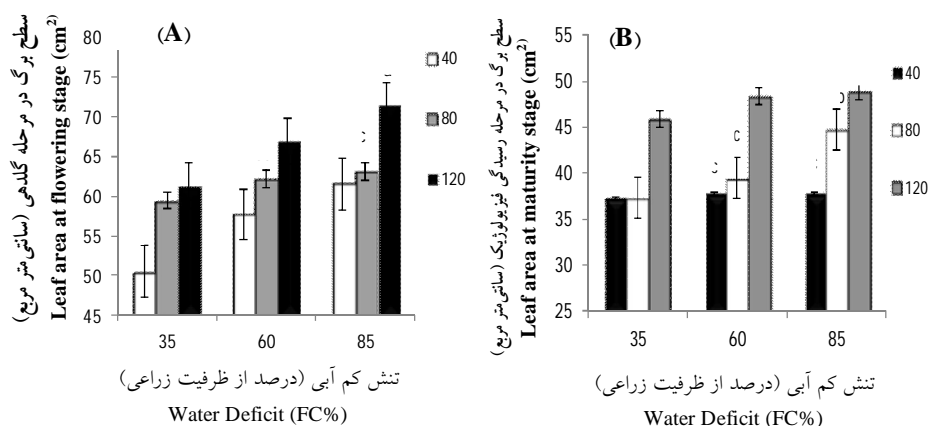 (A)
سطح برگ در مرحله گلدهی (سانتی متر مربع)
Leaf area at flowering stage (cm2)
80
75
70
65
60
55
50
45
40
80
120
c
35
60
85
تنش کم آبی (درصد از ظرفیت زراعی)
Water Deficit (FC%)
(B)
سطح برگ در مرحله رسیدگی فیزیولوژیک (سانتی متر مربع)
Leaf area at maturity stage (cm2)
55
50
45
40
35
30
25
40
180
120
c
c
b
35
60
85
تنش کم آبی (درصد از ظرفیت زراعی)
Water Deficit (FC%)